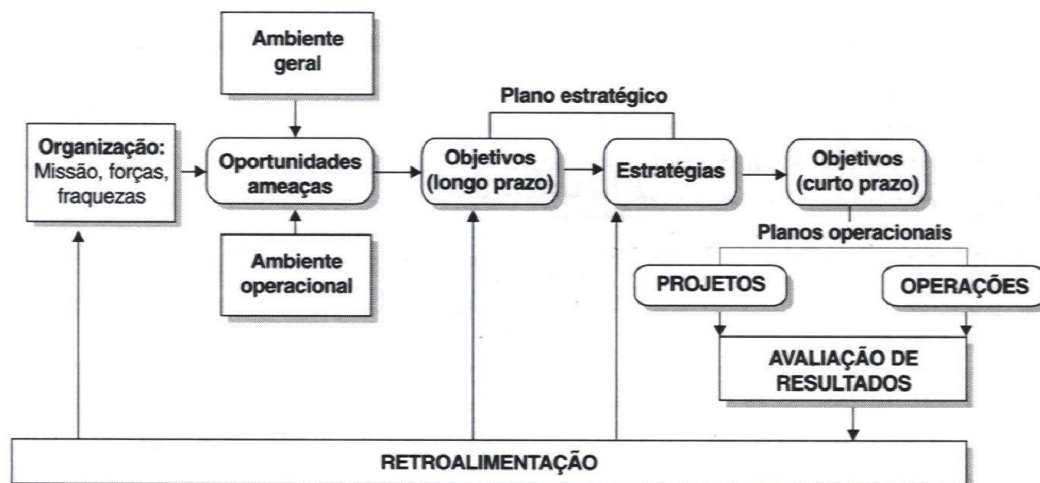 Ambiente
geral
Plano estratégico
Organização:
Missão, forças,
fraquezas
Oportunidades
ameaças
Objetivos
(longo prazo)
Estratégias
Objetivos
(curto prazo)
Planos operacionais
Ambiente
operacional
PROJETOS
OPERAÇÕES
AVALIAÇÃO DE
RESULTADOS
RETROALIMENTAÇÃO